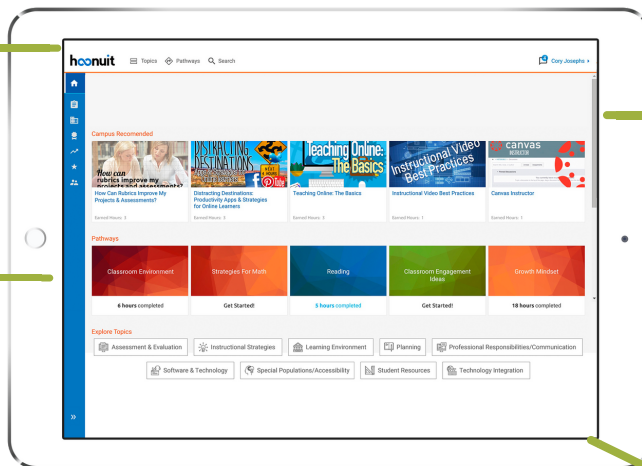 hoonuit
Topics
Pathways
Search
Cory Josephs
Campus Recomended
How can
rubrics improve my
projects and assessments?
DISTRACTING
DESTINATIONS
NEXT
Teaching Online:
The Basics
Instructional Video
Best Practices
canvas
INSTRUCTOR
How Can Rubrics Improve My
Projects & Assessments?
Distracting Destinations:
Productivity Apps & Strategies
for Online Learners
Teaching Online: The Basics
Instructional Video Best Practices
Canvas Instructor
Earned Hours: 3
Earned Hours: 3
Earned Hours: 3
Earned Hours: 1
Earned Hours: 1
Pathways
Classroom Environment
Strategies For Math
Reading
Classroom Engagement
Ideas
Growth Mindset
6 hours completed
Get Started!
5 hours completed
Get Started!
18 hours completed
Explore Topics
Assessment & Evaluation
Instructional Strategies
Learning Environment
Planning
Professional Responsibilities/Communication
Software & Technology
Special Populations/Accessibility
Student Resources
Technology Integration